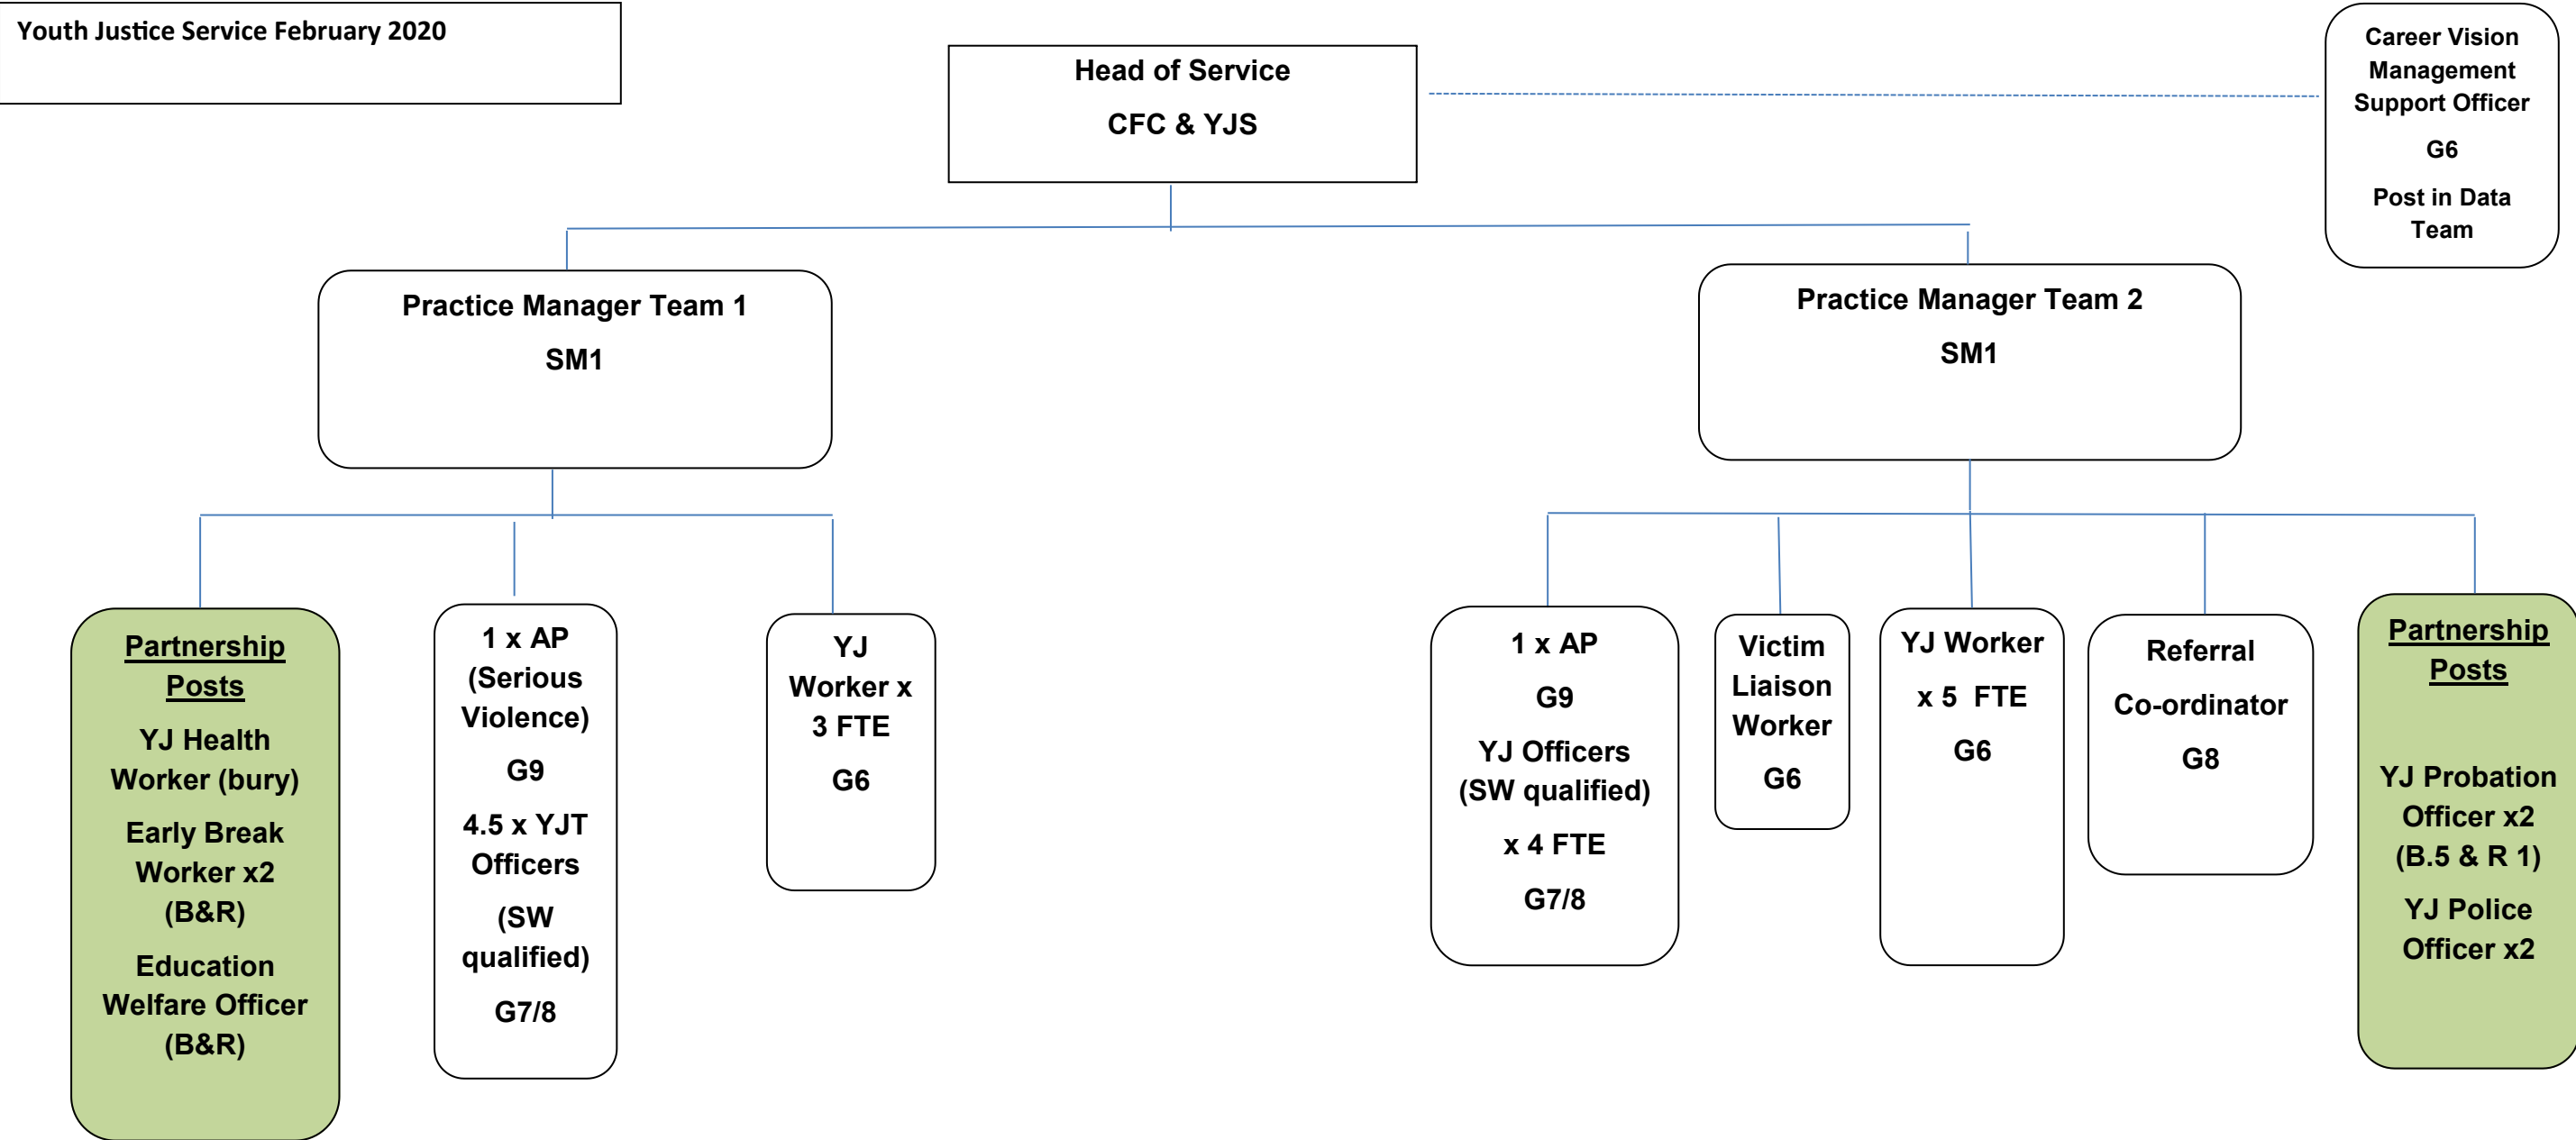 Youth Justice Service February 2020
Head of Service
CFC & YJS
Career Vision
Management
Support Officer
G6
Post in Data
Team
Practice Manager Team 1
SM1
Practice Manager Team 2
SM1
Partnership
Posts
YJ Health
Worker (bury)
Early Break
Worker x2
(B&R)
Education
Welfare Officer
(B&R)
1 x AP
(Serious
Violence)
G9
4.5 x YJT
Officers
(SW
qualified)
G7/8
YJ
Worker x
3 FTE
G6
1 x AP
G9
YJ Officers
(SW qualified)
x 4 FTE
G7/8
Victim
Liaison
Worker
G6
YJ Worker
x 5  FTE
G6
Referral
Co-ordinator
G8
Partnership
Posts
YJ Probation
Officer x2
(B.5 & R 1)
YJ Police
Officer x2